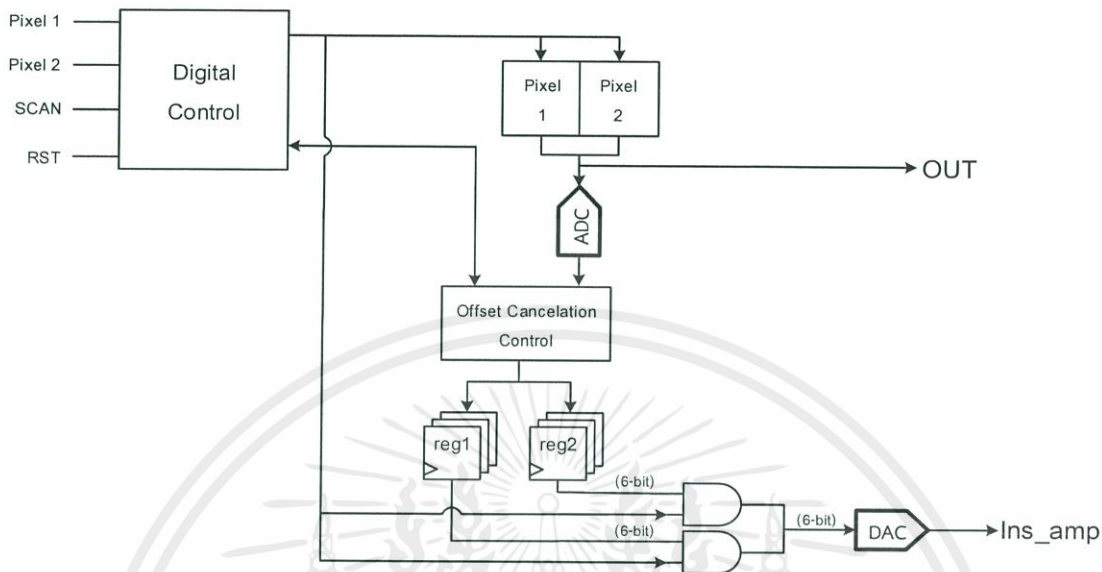 Pixel 1
Pixel 2
SCAN
RST
Digital
Control
Pixel
1
Pixel
2
OUT
ADC
Offset Cancelation
Control
reg1
reg2
(6-bit)
(6-bit)
(6-bit)
DAC
Ins_amp